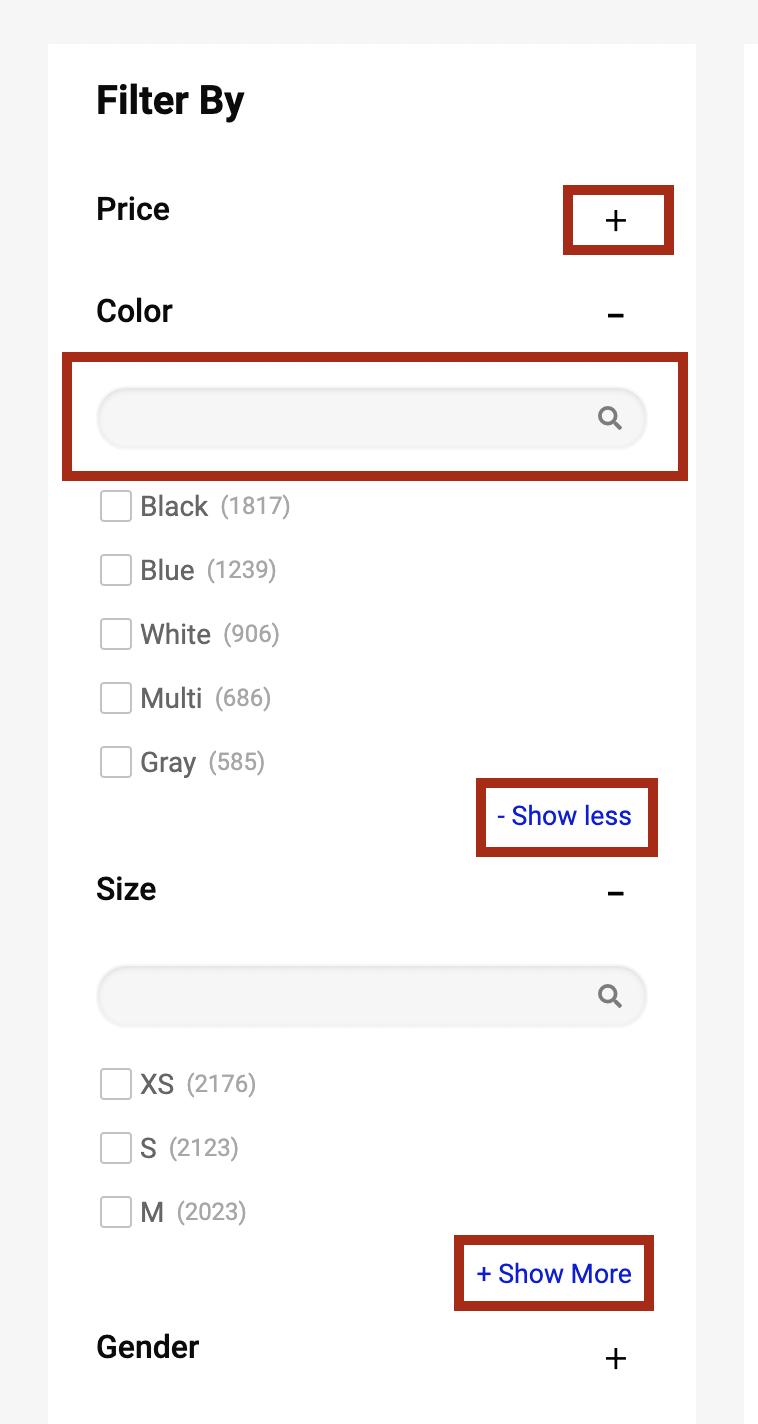 Filter By
Price +
Color -
Black (1817)
Blue (1239)
White (906)
Multi (686)
Gray (585)
- Show less
Size -
XS (2176)
S (2123)
M (2023)
+ Show More
Gender +